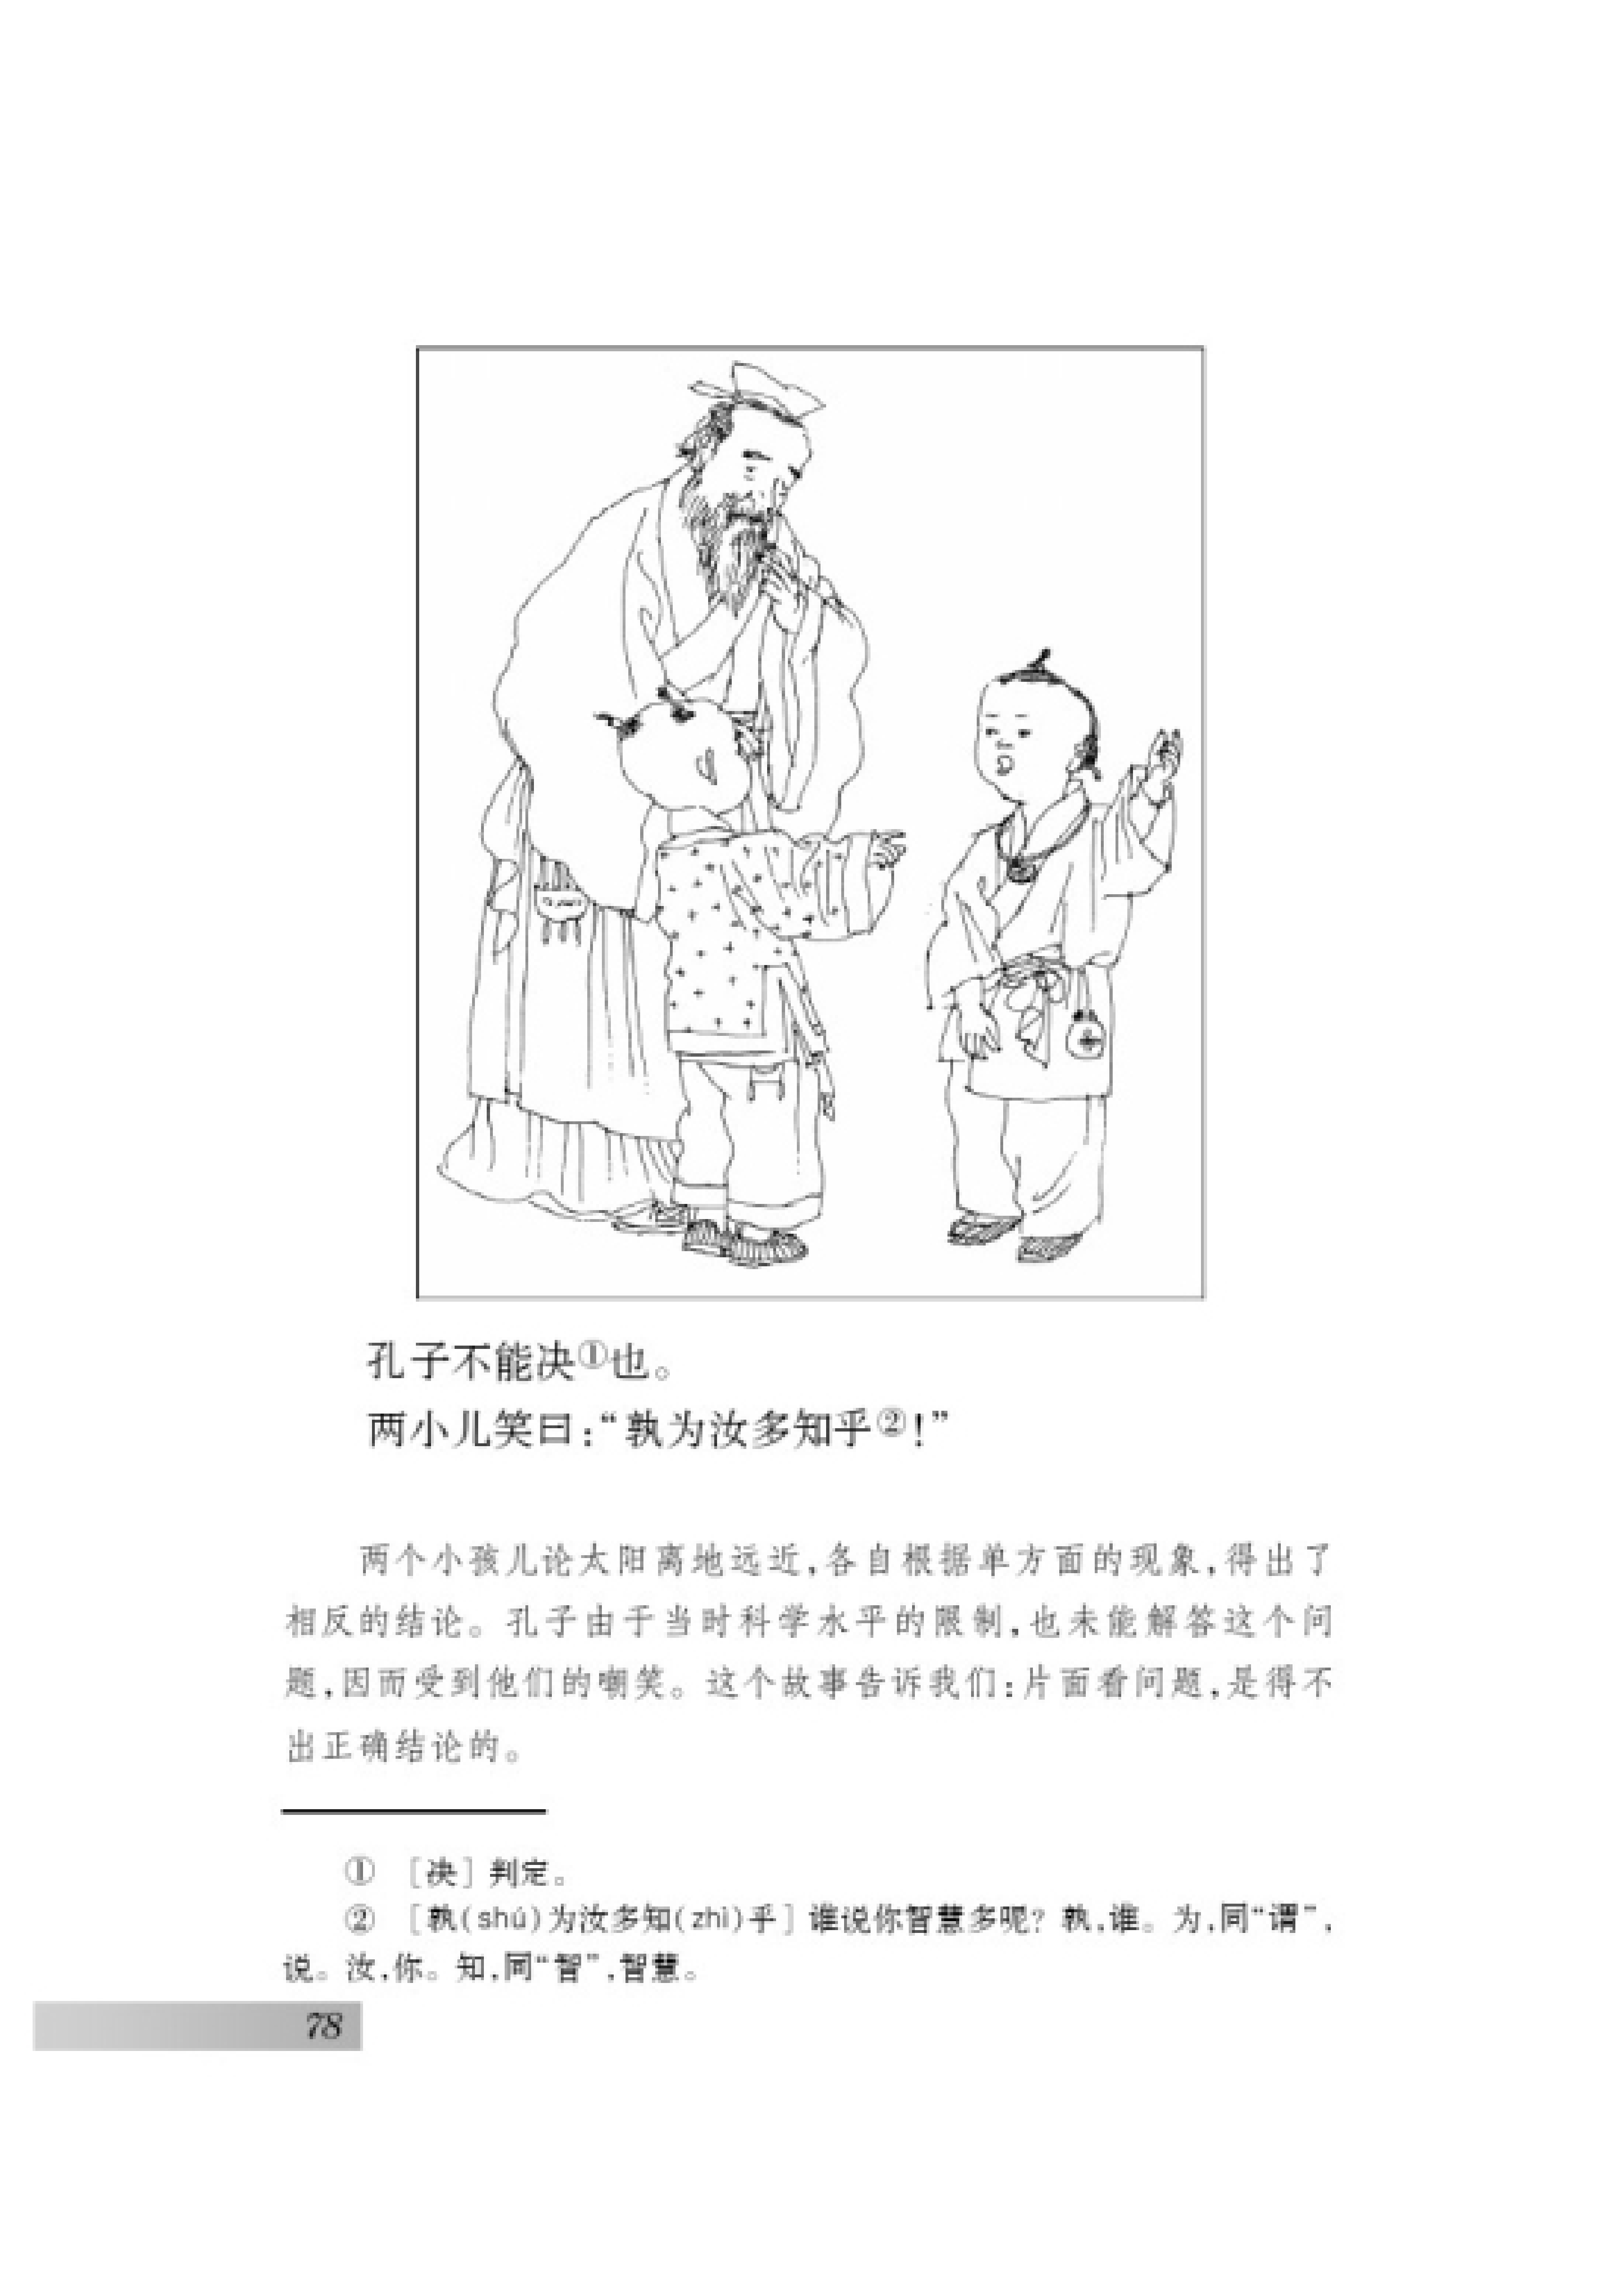 孔子不能决①也。
两小儿笑曰:“孰为汝多知乎②!”
两个小孩儿论太阳离地远近,各自根据单方面的现象,得出了
相反的结论。孔子由于当时科学水平的限制,也未能解答这个问
题,因而受到他们的嘲笑。这个故事告诉我们:片面看问题,是得不
出正确结论的。
① [决] 判定。
② [孰(shú)为汝多知(zhì)乎] 谁说你智慧多呢? 孰,谁。为,同“谓”,
说。汝,你。知,同“智”,智慧。
78